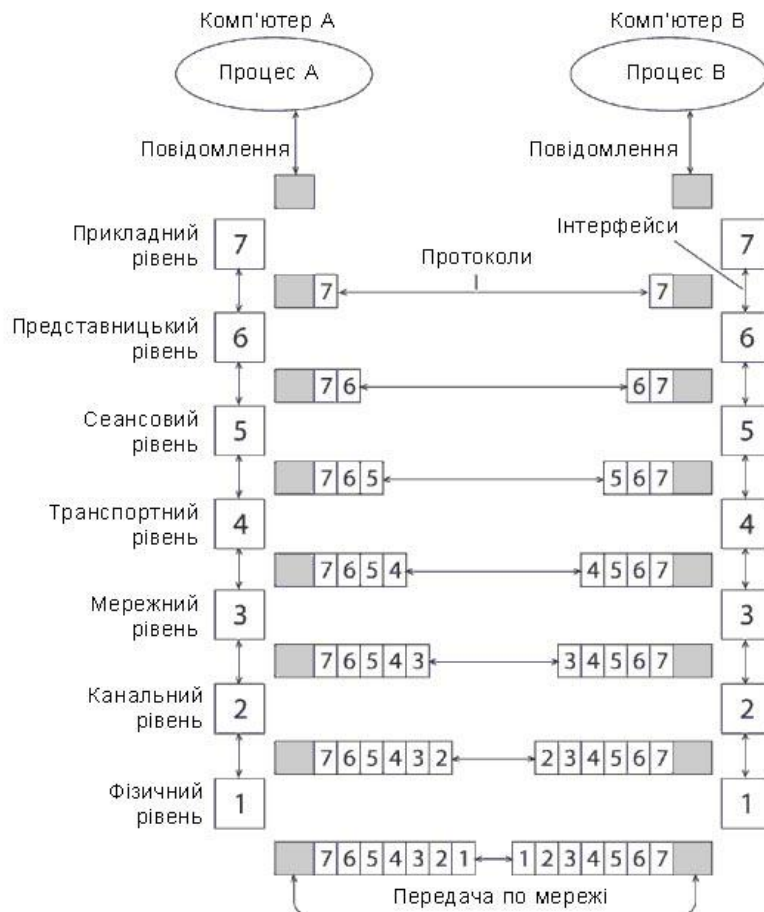 Комп'ютер А Комп'ютер В
Процес А Процес В
Повідомлення Повідомлення
Прикладний рівень 7 Інтерфейси 7
Протоколи
7 7
Представницький рівень 6 6
7 6 6 7
Сеансовий рівень 5 5
7 6 5 5 6 7
Транспортний рівень 4 4
7 6 5 4 4 5 6 7
Мережний рівень 3 3
7 6 5 4 3 3 4 5 6 7
Канальний рівень 2 2
7 6 5 4 3 2 2 3 4 5 6 7
Фізичний рівень 1 1
7 6 5 4 3 2 1 1 2 3 4 5 6 7
Передача по мережі